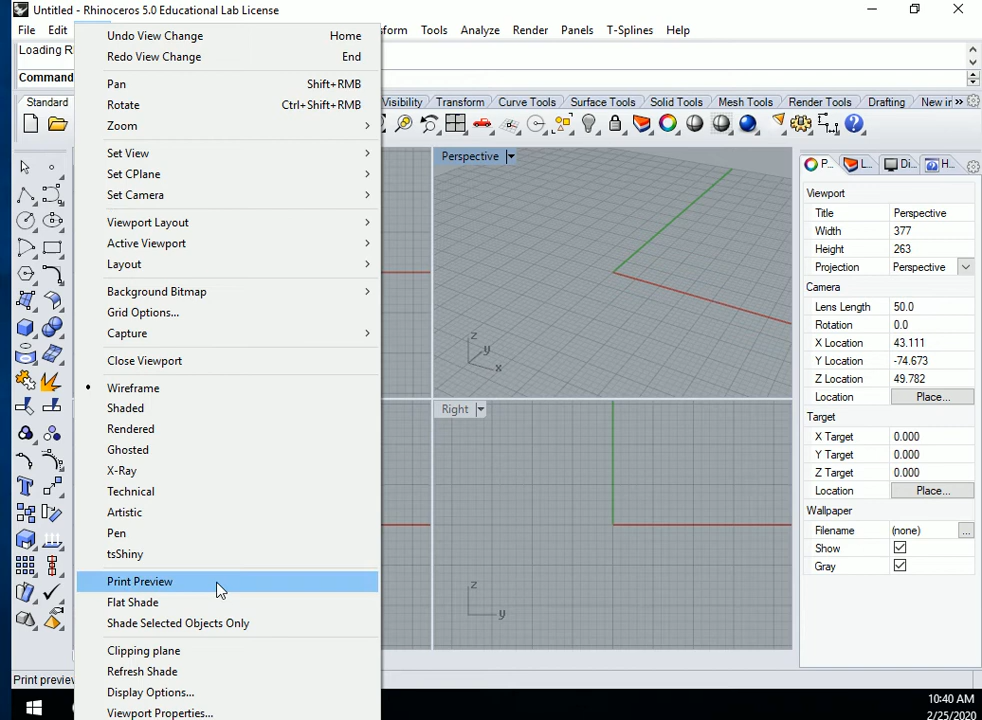 Untitled - Rhinoceros 5.0 Educational Lab License
File Edit Tools Analyze Render Panels T-Splines Help
Command
Standard Visibility Transform Curve Tools Surface Tools Solid Tools Mesh Tools Render Tools Drafting New in »
Undo View Change Home
Redo View Change End
Pan Shift+RMB
Rotate Ctrl+Shift+RMB
Zoom
Set View
Set CPlane
Set Camera
Viewport Layout
Active Viewport
Layout
Background Bitmap
Grid Options...
Capture
Close Viewport
Wireframe
Shaded
Rendered
Ghosted
X-Ray
Technical
Artistic
Pen
tsShiny
Print Preview
Flat Shade
Shade Selected Objects Only
Clipping plane
Refresh Shade
Display Options...
Viewport Properties...
Perspective
z
y
x
Right
z
y
P... L... Di... H...
Viewport
Title Perspective
Width 377
Height 263
Projection Perspective
Camera
Lens Length 50.0
Rotation 0.0
X Location 43.111
Y Location -74.673
Z Location 49.782
Location Place...
Target
X Target 0.000
Y Target 0.000
Z Target 0.000
Location Place...
Wallpaper
Filename (none) ...
Show
Gray
10:40 AM
2/25/2020